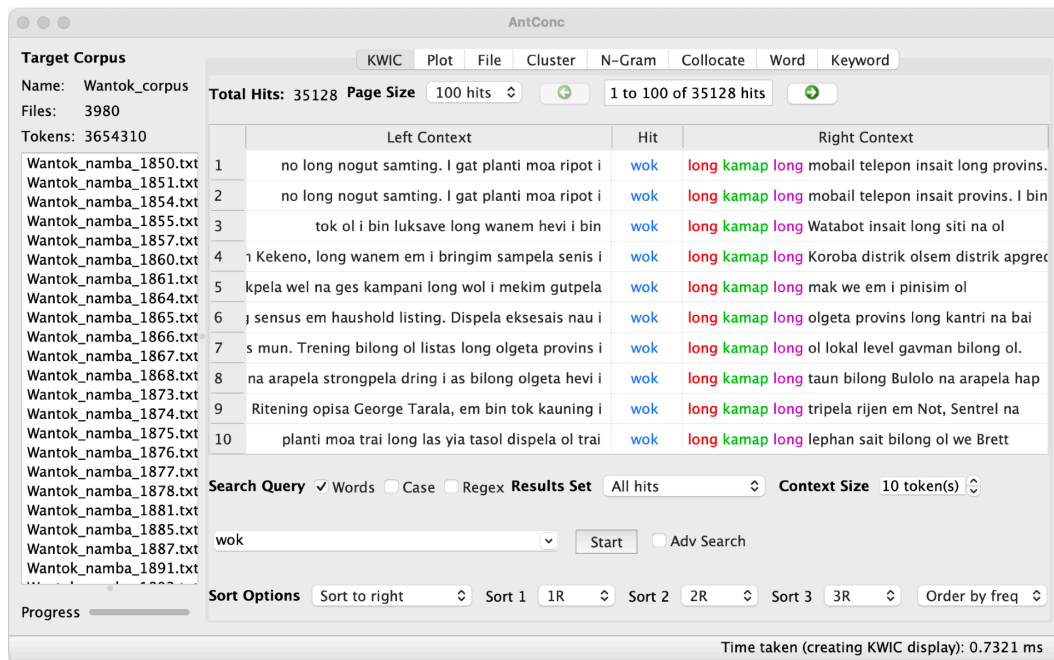 AntConc
Target Corpus
Name: Wantok_corpus
Files: 3980
Tokens: 3654310
Wantok_namba_1850.txt
Wantok_namba_1851.txt
Wantok_namba_1854.txt
Wantok_namba_1855.txt
Wantok_namba_1857.txt
Wantok_namba_1860.txt
Wantok_namba_1861.txt
Wantok_namba_1864.txt
Wantok_namba_1865.txt
Wantok_namba_1866.txt
Wantok_namba_1867.txt
Wantok_namba_1868.txt
Wantok_namba_1873.txt
Wantok_namba_1874.txt
Wantok_namba_1875.txt
Wantok_namba_1876.txt
Wantok_namba_1877.txt
Wantok_namba_1878.txt
Wantok_namba_1881.txt
Wantok_namba_1885.txt
Wantok_namba_1887.txt
Wantok_namba_1891.txt
Progress
KWIC Plot File Cluster N-Gram Collocate Word Keyword
Total Hits: 35128 Page Size 100 hits 1 to 100 of 35128 hits
Left Context Hit Right Context
1 no long nogut samting. I gat planti moa ripot i wok long kamap long mobail telepon insait long provins.
2 no long nogut samting. I gat planti moa ripot i wok long kamap long mobail telepon insait provins. I bin
3 tok ol i bin luksave long wanem hevi i bin wok long kamap long Watabot insait long siti na ol
4 Kekeno, long wanem em i bringim sampela senis i wok long kamap long Koroba distrik olsem distrik
5 wel na ges kampani long wol i mekim gutpela wok long kamap long mak we em i pinisim ol
6 sensus em haushold listing. Dispela eksesais nau i wok long kamap long olgeta provins long kantri na bai
7 mun. Trening bilong ol listas long olgeta provins i wok long kamap long ol lokal level gavman bilong ol.
8 na arapela strongpela dring i as bilong olgeta hevi i wok long kamap long taun bilong Bulolo na arapela hap
9 Ritening opisa George Tarala, em bin tok kauning i wok long kamap long tripela rijen em Not, Sentrel na
10 planti moa trai long las yia tasol dispela ol trai wok long kamap long lephan sait bilong ol we Brett
Search Query Words Case Regex Results Set All hits Context Size 10 token(s)
wok Start Adv Search
Sort Options Sort to right Sort 1 1R Sort 2 2R Sort 3 3R Order by freq
Time taken (creating KWIC display): 0.7321 ms